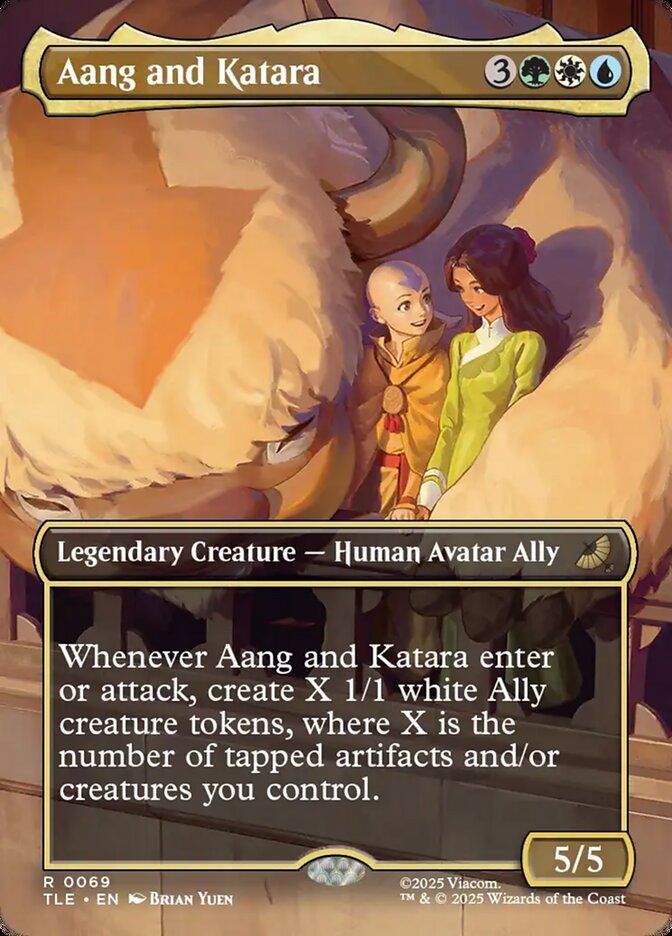 Aang and Katara 3
Legendary Creature — Human Avatar Ally
Whenever Aang and Katara enter
or attack, create X 1/1 white Ally
creature tokens, where X is the
number of tapped artifacts and/or
creatures you control.
5/5
R 0069
TLE • EN Brian Yuen
©2025 Viacom.
™ & © 2025 Wizards of the Coast